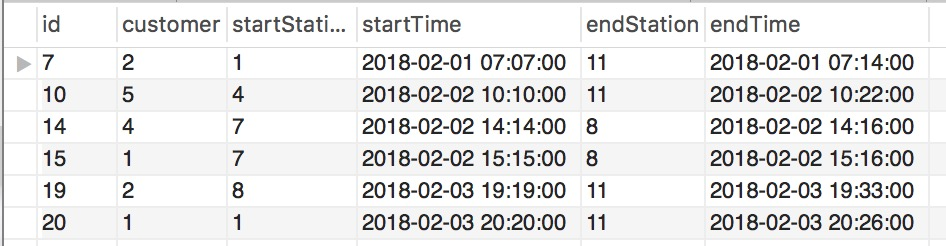 id customer startStati... startTime endStation endTime
7 2 1 2018-02-01 07:07:00 11 2018-02-01 07:14:00
10 5 4 2018-02-02 10:10:00 11 2018-02-02 10:22:00
14 4 7 2018-02-02 14:14:00 8 2018-02-02 14:16:00
15 1 7 2018-02-02 15:15:00 8 2018-02-02 15:16:00
19 2 8 2018-02-03 19:19:00 11 2018-02-03 19:33:00
20 1 1 2018-02-03 20:20:00 11 2018-02-03 20:26:00